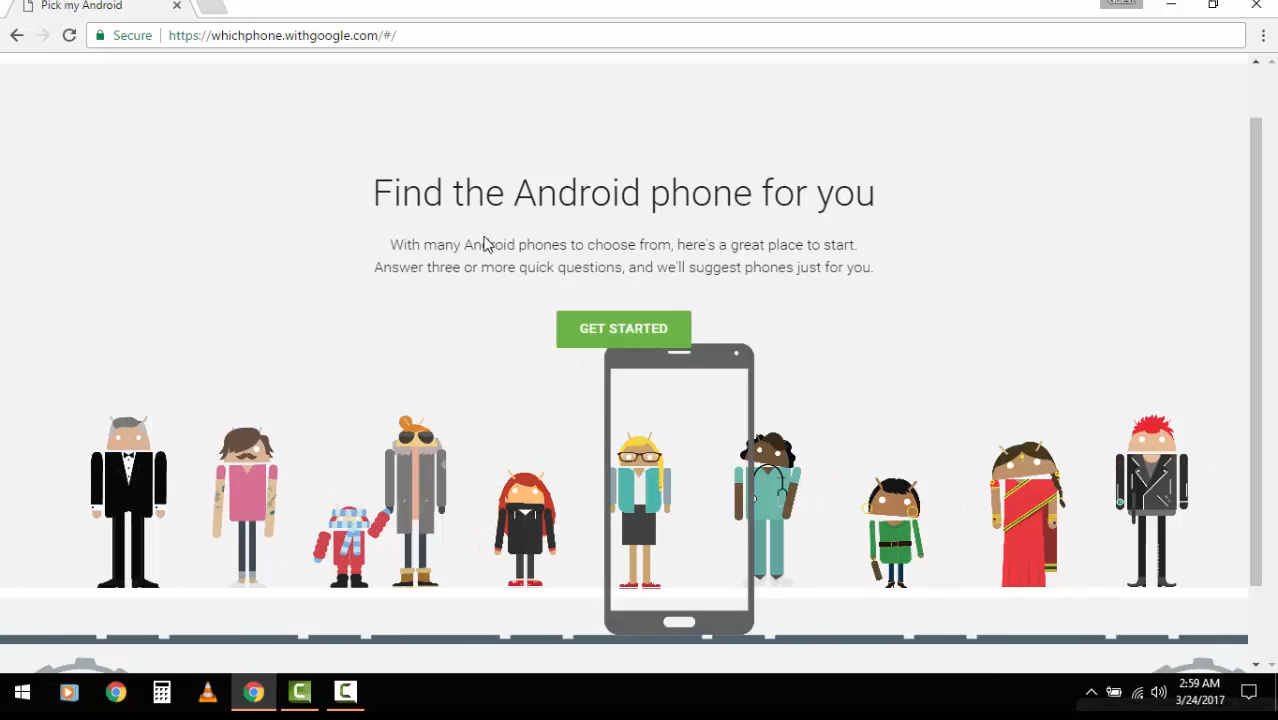 Pick my Android
Guest
Secure
https://whichphone.withgoogle.com/#/
Find the Android phone for you
With many Android phones to choose from, here's a great place to start.
Answer three or more quick questions, and we'll suggest phones just for you.
GET STARTED
2:59 AM
3/24/2017